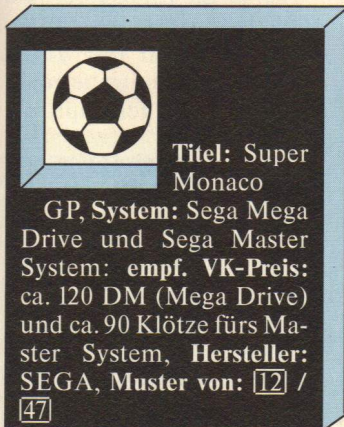 Titel: Super
Monaco
GP, System: Sega Mega
Drive und Sega Master
System: empf. VK-Preis:
ca. 120 DM (Mega Drive)
und ca. 90 Klötze fürs Ma-
ster System, Hersteller:
SEGA, Muster von: 12 /
47